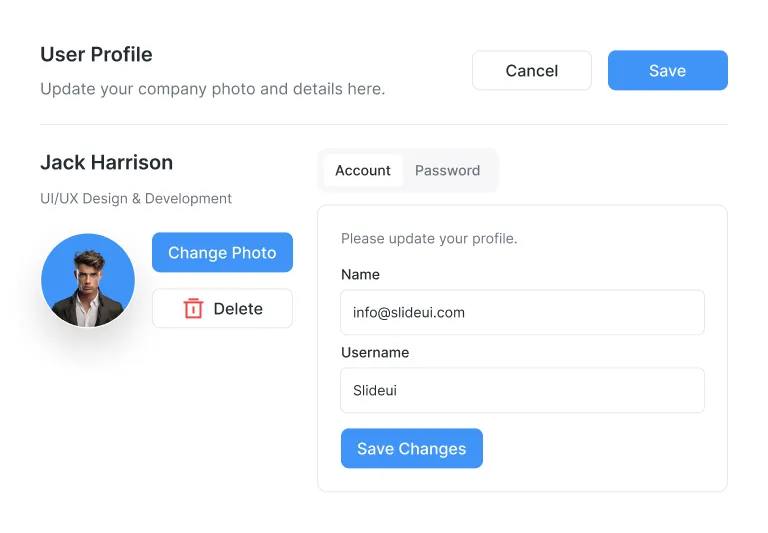 User Profile
Update your company photo and details here.
Cancel
Save
Jack Harrison
UI/UX Design & Development
Change Photo
Delete
Account
Password
Please update your profile.
Name
info@slideui.com
Username
Slideui
Save Changes